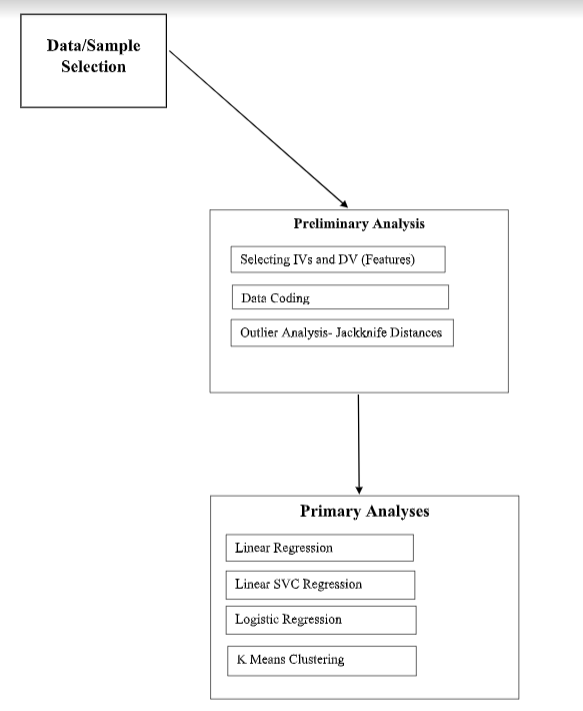 Data/Sample
Selection
Preliminary Analysis
Selecting IVs and DV (Features)
Data Coding
Outlier Analysis- Jackknife Distances
Primary Analyses
Linear Regression
Linear SVC Regression
Logistic Regression
K Means Clustering